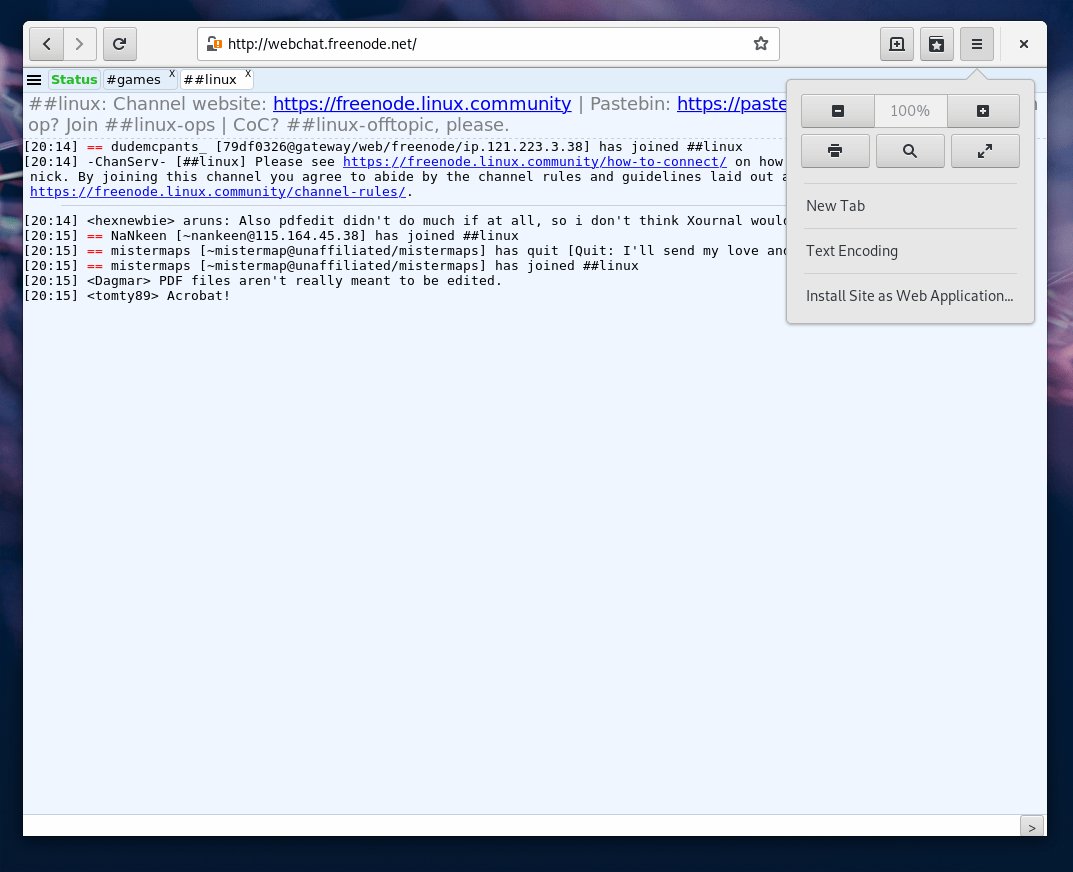 http://webchat.freenode.net/
Status #games X ##linux X
##linux: Channel website: https://freenode.linux.community | Pastebin: https://paste
op? Join ##linux-ops | CoC? ##linux-offtopic, please.
[20:14] == dudemcpants_ [79df0326@gateway/web/freenode/ip.121.223.3.38] has joined ##linux
[20:14] -ChanServ- [##linux] Please see https://freenode.linux.community/how-to-connect/ on how
nick. By joining this channel you agree to abide by the channel rules and guidelines laid out
https://freenode.linux.community/channel-rules/.
[20:14] <hexnewbie> aruns: Also pdfedit didn't do much if at all, so i don't think Xournal would
[20:15] == NaNkeen [~nankeen@115.164.45.38] has joined ##linux
[20:15] == mistermaps [~mistermap@unaffiliated/mistermaps] has quit [Quit: I'll send my love and
[20:15] == mistermaps [~mistermap@unaffiliated/mistermaps] has joined ##linux
[20:15] <Dagmar> PDF files aren't really meant to be edited.
[20:15] <tomty89> Acrobat!
100%
New Tab
Text Encoding
Install Site as Web Application...
>